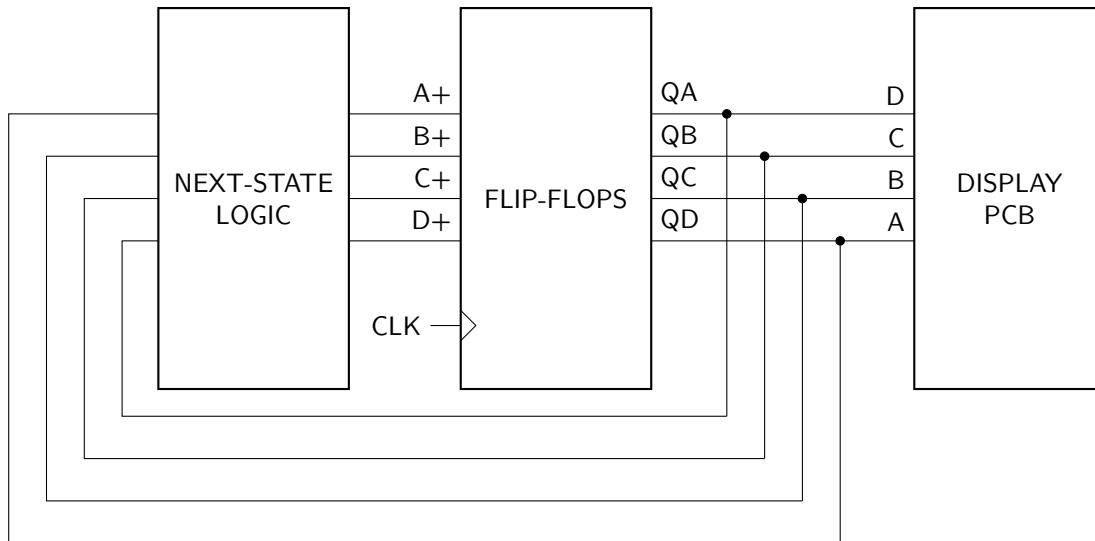 A+
B+
C+
D+
QA
QB
QC
QD
D
C
B
A
NEXT-STATE
LOGIC
FLIP-FLOPS
DISPLAY
PCB
CLK